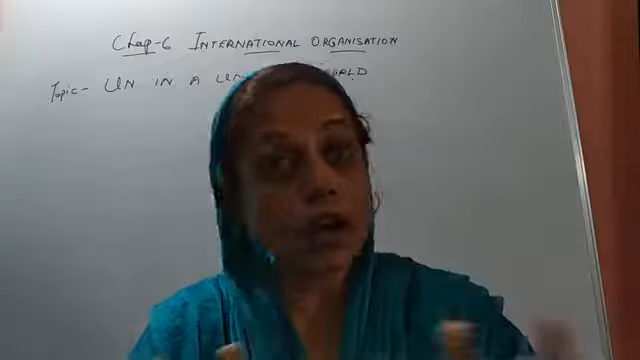 Chap-6 INTERNATIONAL ORGANISATION
Topic- UN IN A